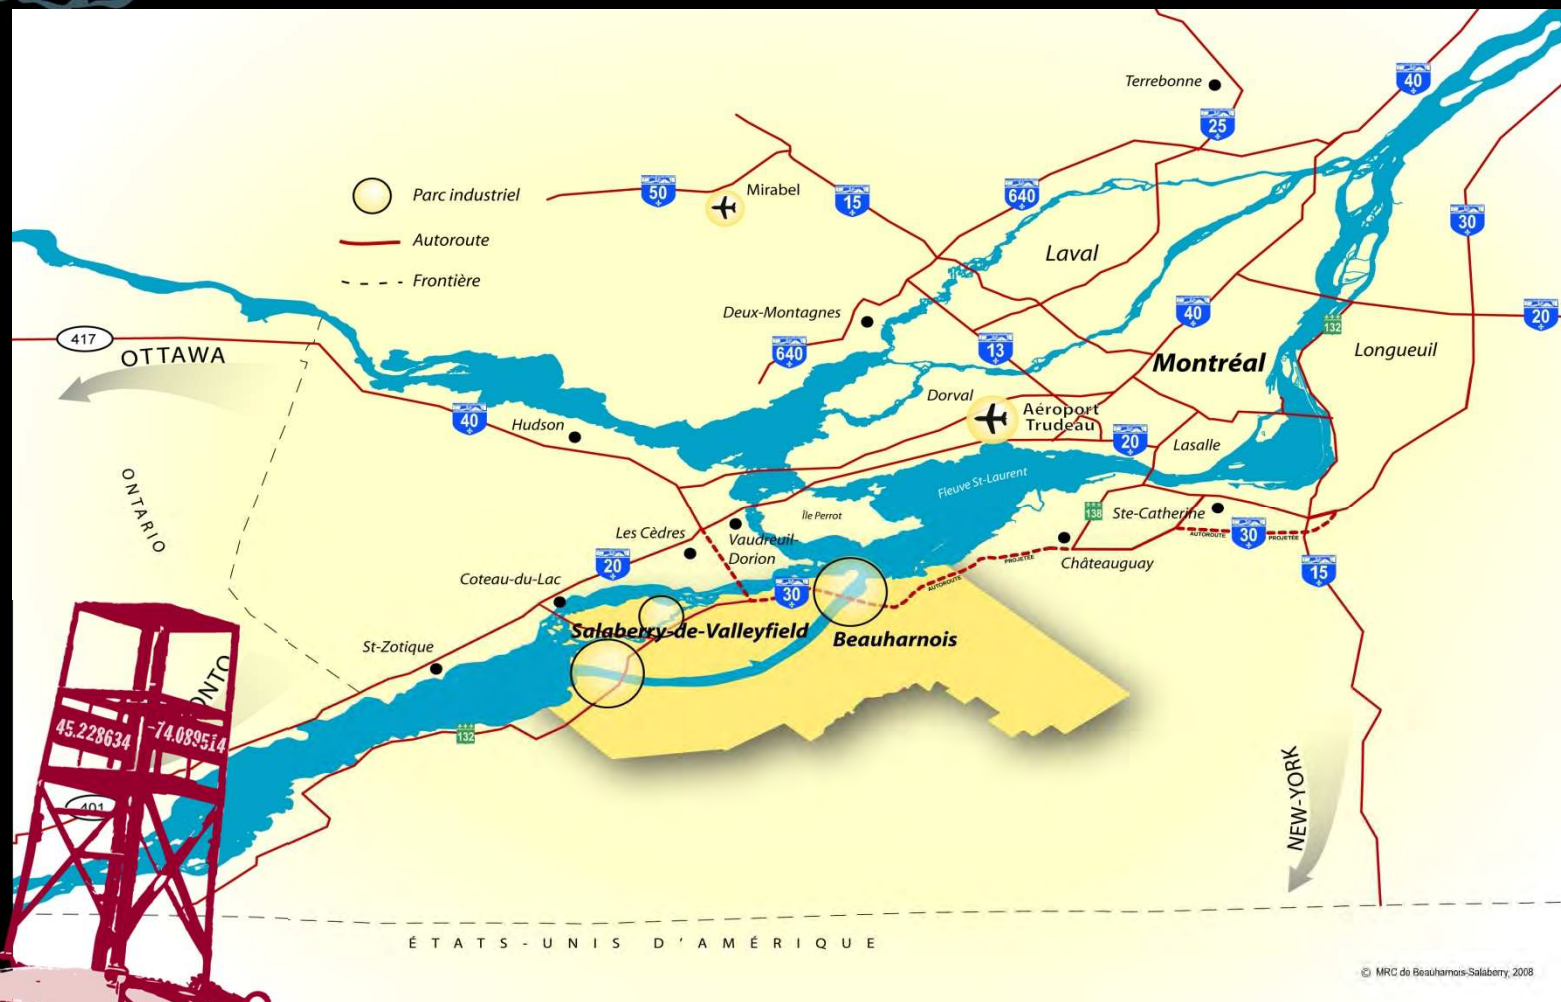 Terrebonne
40
25
Parc industriel
50
Mirabel
15
640
30
Autoroute
Laval
Frontière
Deux-Montagnes
40
20
417
OTTAWA
640
13
132
Montréal
Longueuil
Dorval
Aéroport
Trudeau
40
Hudson
20
Lasalle
Fleuve St-Laurent
ONTARIO
Île Perrot
138
Ste-Catherine
Les Cèdres
Vaudreuil-
Dorion
AUTOROUTE
30
PROJETÉE
20
PROJETÉE
Châteauguay
15
Coteau-du-Lac
AUTOROUTE
30
Salaberry-de-Valleyfield
Beauharnois
St-Zotique
ONTO
45.228634
-74.089514
132
401
NEW-YORK
ÉTATS-UNIS D'AMÉRIQUE
© MRC de Beauharnois-Salaberry, 2008